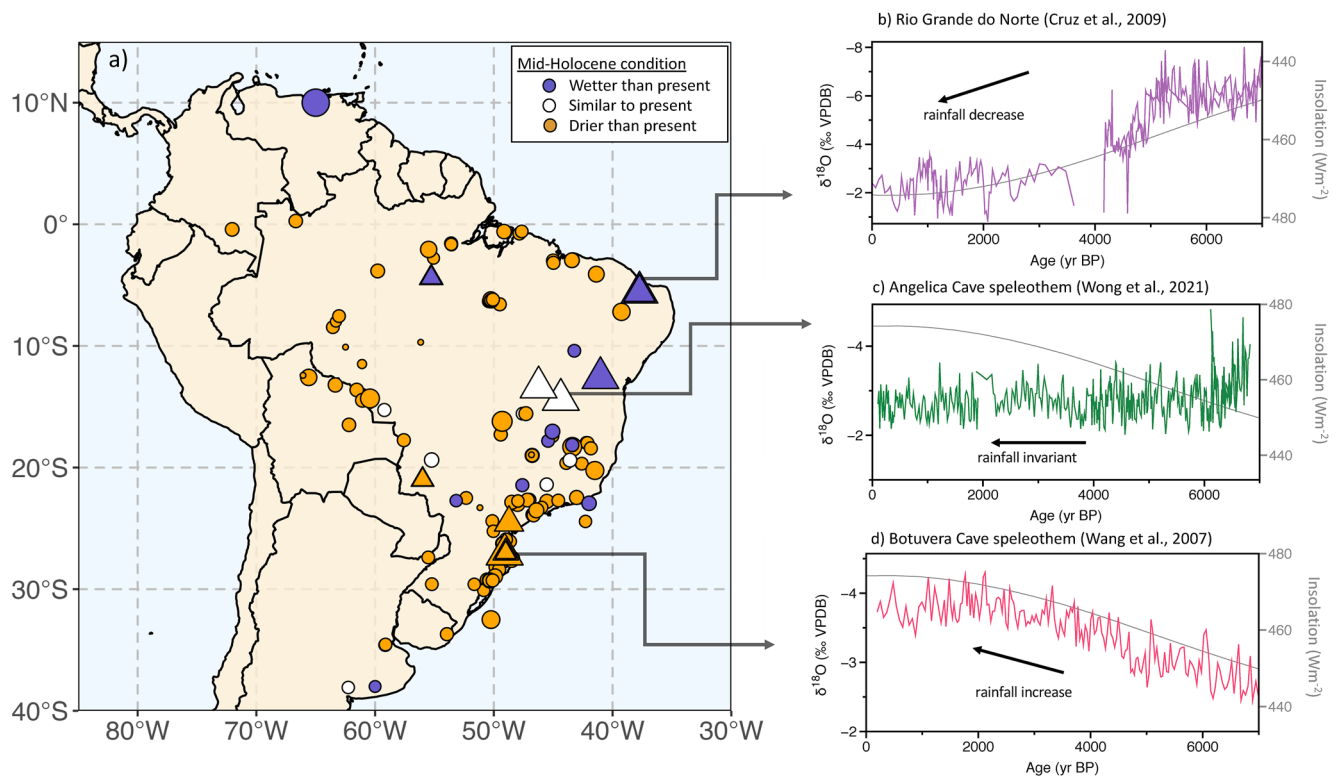 a)
Mid-Holocene condition
Wetter than present
Similar to present
Drier than present
10°N
0°
10°S
20°S
30°S
40°S
80°W 70°W 60°W 50°W 40°W 30°W
b) Rio Grande do Norte (Cruz et al., 2009)
−8
−6
−4
−2
δ18O (‰ VPDB)
rainfall decrease
440
460
480
Insolation (Wm-2)
0 2000 4000 6000
Age (yr BP)
c) Angelica Cave speleothem (Wong et al., 2021)
−4
−2
δ18O (‰ VPDB)
rainfall invariant
480
460
440
Insolation (Wm-2)
0 2000 4000 6000
Age (yr BP)
d) Botuvera Cave speleothem (Wang et al., 2007)
−4
−3
−2
δ18O (‰ VPDB)
rainfall increase
480
460
440
Insolation (Wm-2)
0 2000 4000 6000
Age (yr BP)